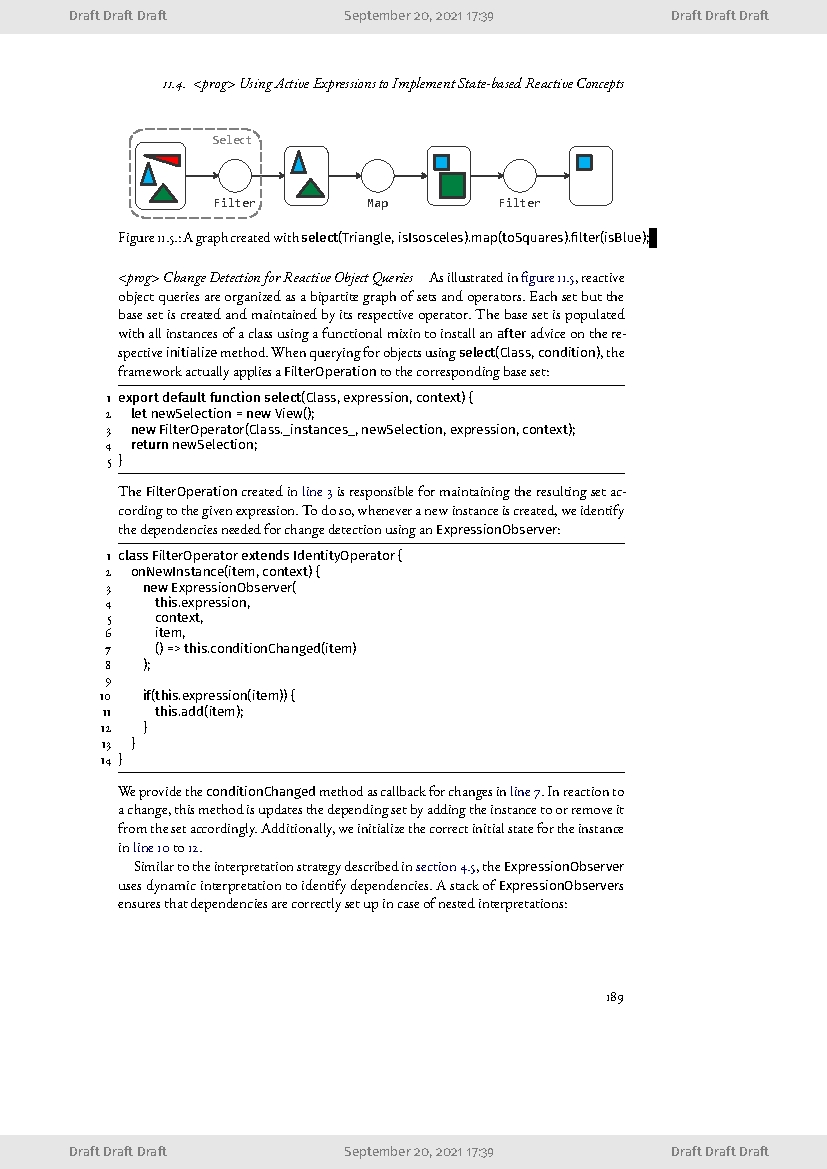 Draft Draft Draft September 20, 2021 17:39 Draft Draft Draft
11.4. <prog> Using Active Expressions to Implement State-based Reactive Concepts
Select
Filter Map Filter
Figure 11.5.: A graph created with select(Triangle, isIsosceles).map(toSquares).filter(isBlue);
<prog> Change Detection for Reactive Object Queries As illustrated in figure 11.5, reactive
object queries are organized as a bipartite graph of sets and operators. Each set but the
base set is created and maintained by its respective operator. The base set is populated
with all instances of a class using a functional mixin to install an after advice on the re-
spective initialize method. When querying for objects using select(Class, condition), the
framework actually applies a FilterOperation to the corresponding base set:
1 export default function select(Class, expression, context) {
2 let newSelection = new View();
3 new FilterOperator(Class._instances_, newSelection, expression, context);
4 return newSelection;
5 }
The FilterOperation created in line 3 is responsible for maintaining the resulting set ac-
cording to the given expression. To do so, whenever a new instance is created, we identify
the dependencies needed for change detection using an ExpressionObserver:
1 class FilterOperator extends IdentityOperator {
2 onNewInstance(item, context) {
3 new ExpressionObserver(
4 this.expression,
5 context,
6 item,
7 () => this.conditionChanged(item)
8 );
9
10 if(this.expression(item)) {
11 this.add(item);
12 }
13 }
14 }
We provide the conditionChanged method as callback for changes in line 7. In reaction to
a change, this method is updates the depending set by adding the instance to or remove it
from the set accordingly. Additionally, we initialize the correct initial state for the instance
in line 10 to 12.
Similar to the interpretation strategy described in section 4.5, the ExpressionObserver
uses dynamic interpretation to identify dependencies. A stack of ExpressionObservers
ensures that dependencies are correctly set up in case of nested interpretations:
189
Draft Draft Draft September 20, 2021 17:39 Draft Draft Draft